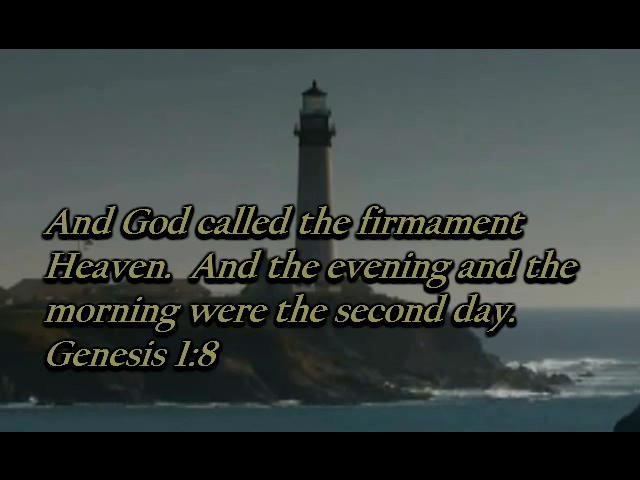 And God called the firmament
Heaven.  And the evening and the
morning were the second day.
Genesis 1:8